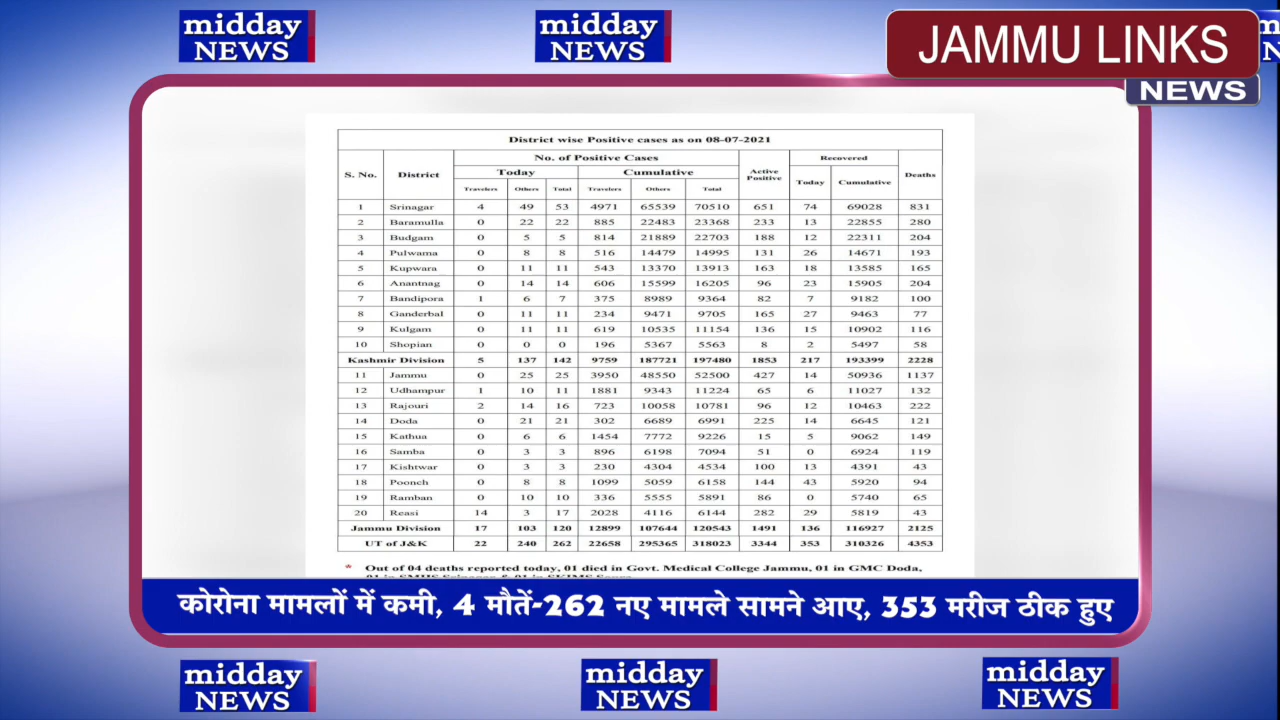 midday
NEWS
midday
NEWS
JAMMU LINKS
NEWS
District wise Positive cases as on 08-07-2021
S. No. District No. of Positive Cases Active Positive Recovered Deaths
Today Cumulative Today Cumulative
Travelers Others Total Travelers Others Total
1 Srinagar 4 49 53 4971 65539 70510 651 74 69028 831
2 Baramulla 0 22 22 885 22483 23368 233 13 22855 280
3 Budgam 0 5 5 814 21889 22703 188 12 22311 204
4 Pulwama 0 8 8 516 14479 14995 131 26 14671 193
5 Kupwara 0 11 11 543 13370 13913 163 18 13585 165
6 Anantnag 0 14 14 606 15599 16205 96 23 15905 204
7 Bandipora 1 6 7 375 8989 9364 82 7 9182 100
8 Ganderbal 0 11 11 234 9471 9705 165 27 9463 77
9 Kulgam 0 11 11 619 10535 11154 136 15 10902 116
10 Shopian 0 0 0 196 5367 5563 8 2 5497 58
Kashmir Division 5 137 142 9759 187721 197480 1853 217 193399 2228
11 Jammu 0 25 25 3950 48550 52500 427 14 50936 1137
12 Udhampur 1 10 11 1881 9343 11224 65 6 11027 132
13 Rajouri 2 14 16 723 10058 10781 96 12 10463 222
14 Doda 0 21 21 302 6689 6991 225 14 6645 121
15 Kathua 0 6 6 1454 7772 9226 15 5 9062 149
16 Samba 0 3 3 896 6198 7094 51 0 6924 119
17 Kishtwar 0 3 3 230 4304 4534 100 13 4391 43
18 Poonch 0 8 8 1099 5059 6158 144 43 5920 94
19 Ramban 0 10 10 336 5555 5891 86 0 5740 65
20 Reasi 14 3 17 2028 4116 6144 282 29 5819 43
Jammu Division 17 103 120 12899 107644 120543 1491 136 116927 2125
UT of J&K 22 240 262 22658 295365 318023 3344 353 310326 4353
* Out of 04 deaths reported today, 01 died in Govt. Medical College Jammu, 01 in GMC Doda,
कोरोना मामलों में कमी, 4 मौतें-262 नए मामले सामने आए, 353 मरीज ठीक हुए
midday
NEWS
midday
NEWS
midday
NEWS